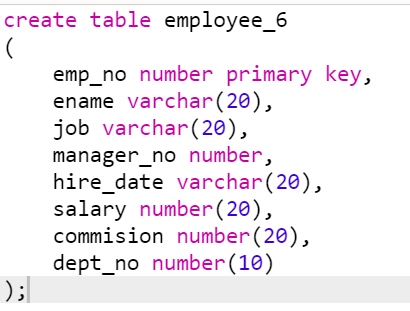 create table employee_6
(
    emp_no number primary key,
    ename varchar(20),
    job varchar(20),
    manager_no number,
    hire_date varchar(20),
    salary number(20),
    commision number(20),
    dept_no number(10)
);